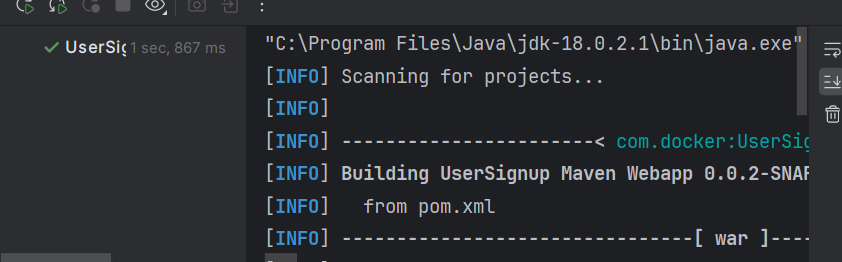 UserSig 1 sec, 867 ms
"C:\Program Files\Java\jdk-18.0.2.1\bin\java.exe"
[INFO] Scanning for projects...
[INFO]
[INFO] ----------------------< com.docker:UserSig
[INFO] Building UserSignup Maven Webapp 0.0.2-SNAP
[INFO]   from pom.xml
[INFO] --------------------------------[ war ]----